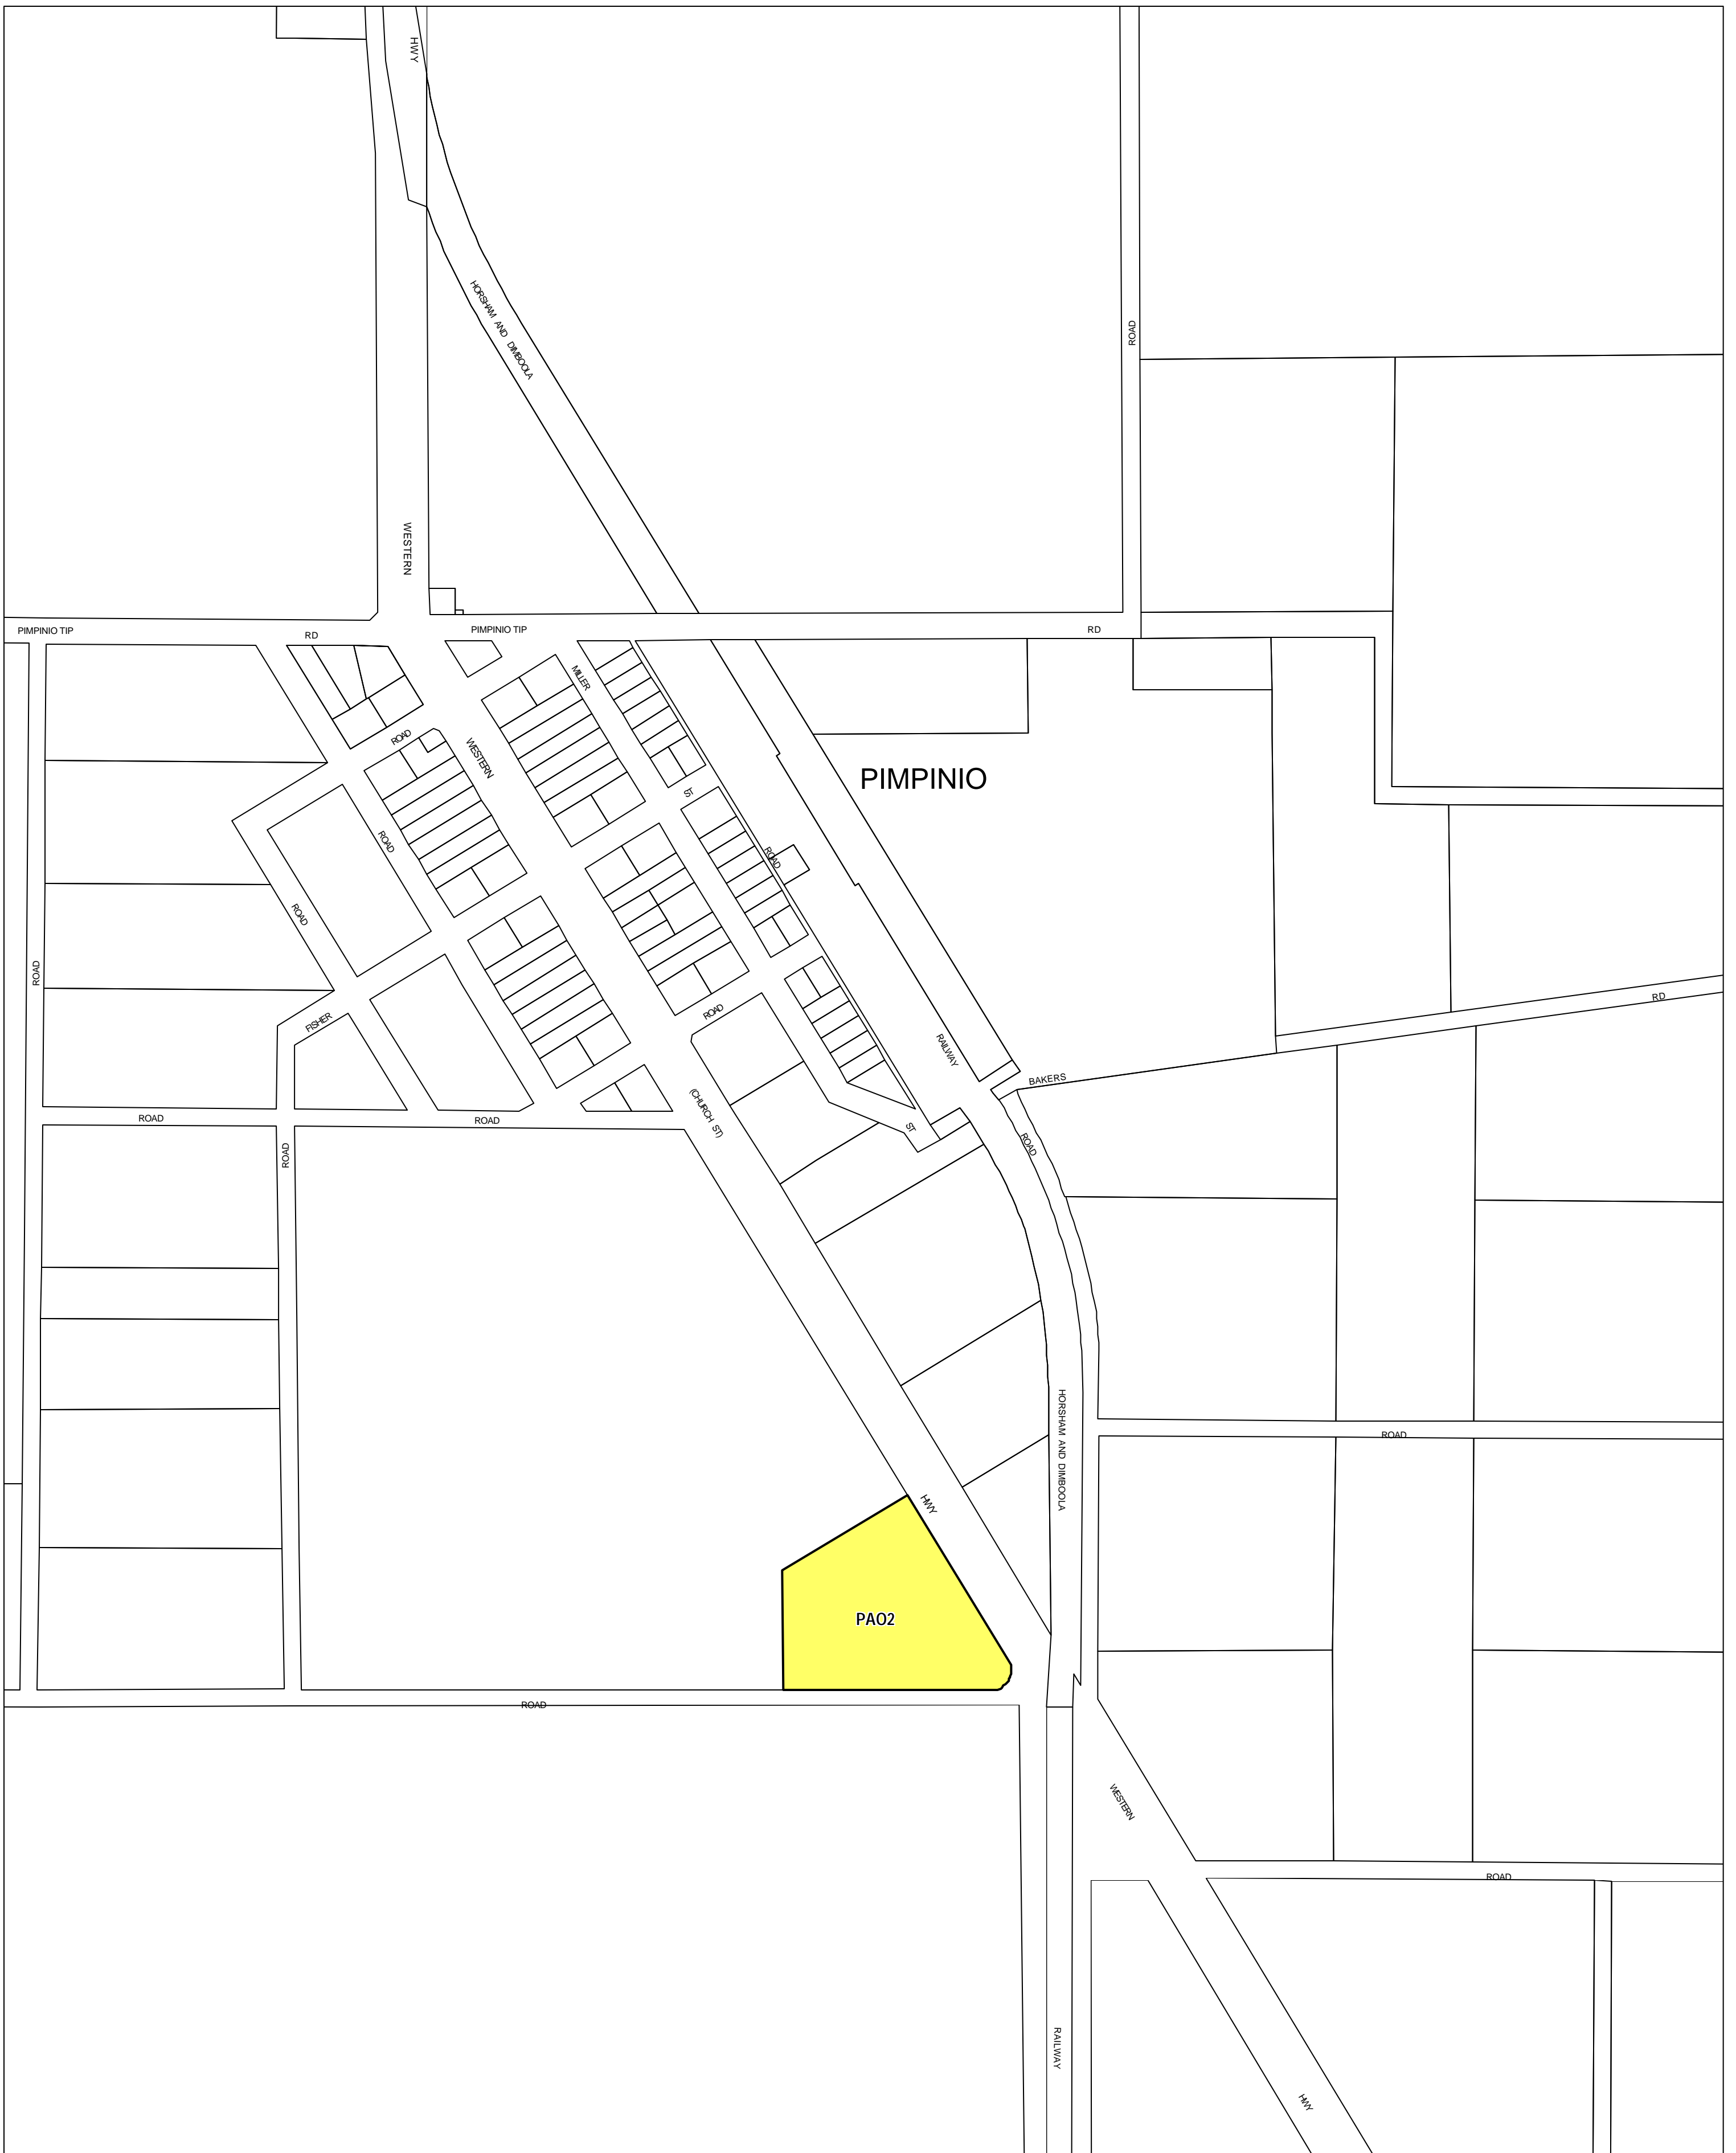 HWY
HORSHAM AND DIMBOOLA
ROAD
WESTERN
PIMPINIO TIP
RD
PIMPINIO TIP
RD
MILLER
ROAD
WESTERN
PIMPINIO
ST
ROAD
ROAD
ROAD
ROAD
RD
FISHER
ROAD
RAILWAY
BAKERS
(CHURCH ST)
ROAD
ROAD
ST
ROAD
ROAD
HORSHAM AND DIMBOOLA
ROAD
HWY
PAO2
ROAD
WESTERN
ROAD
RAILWAY
HWY